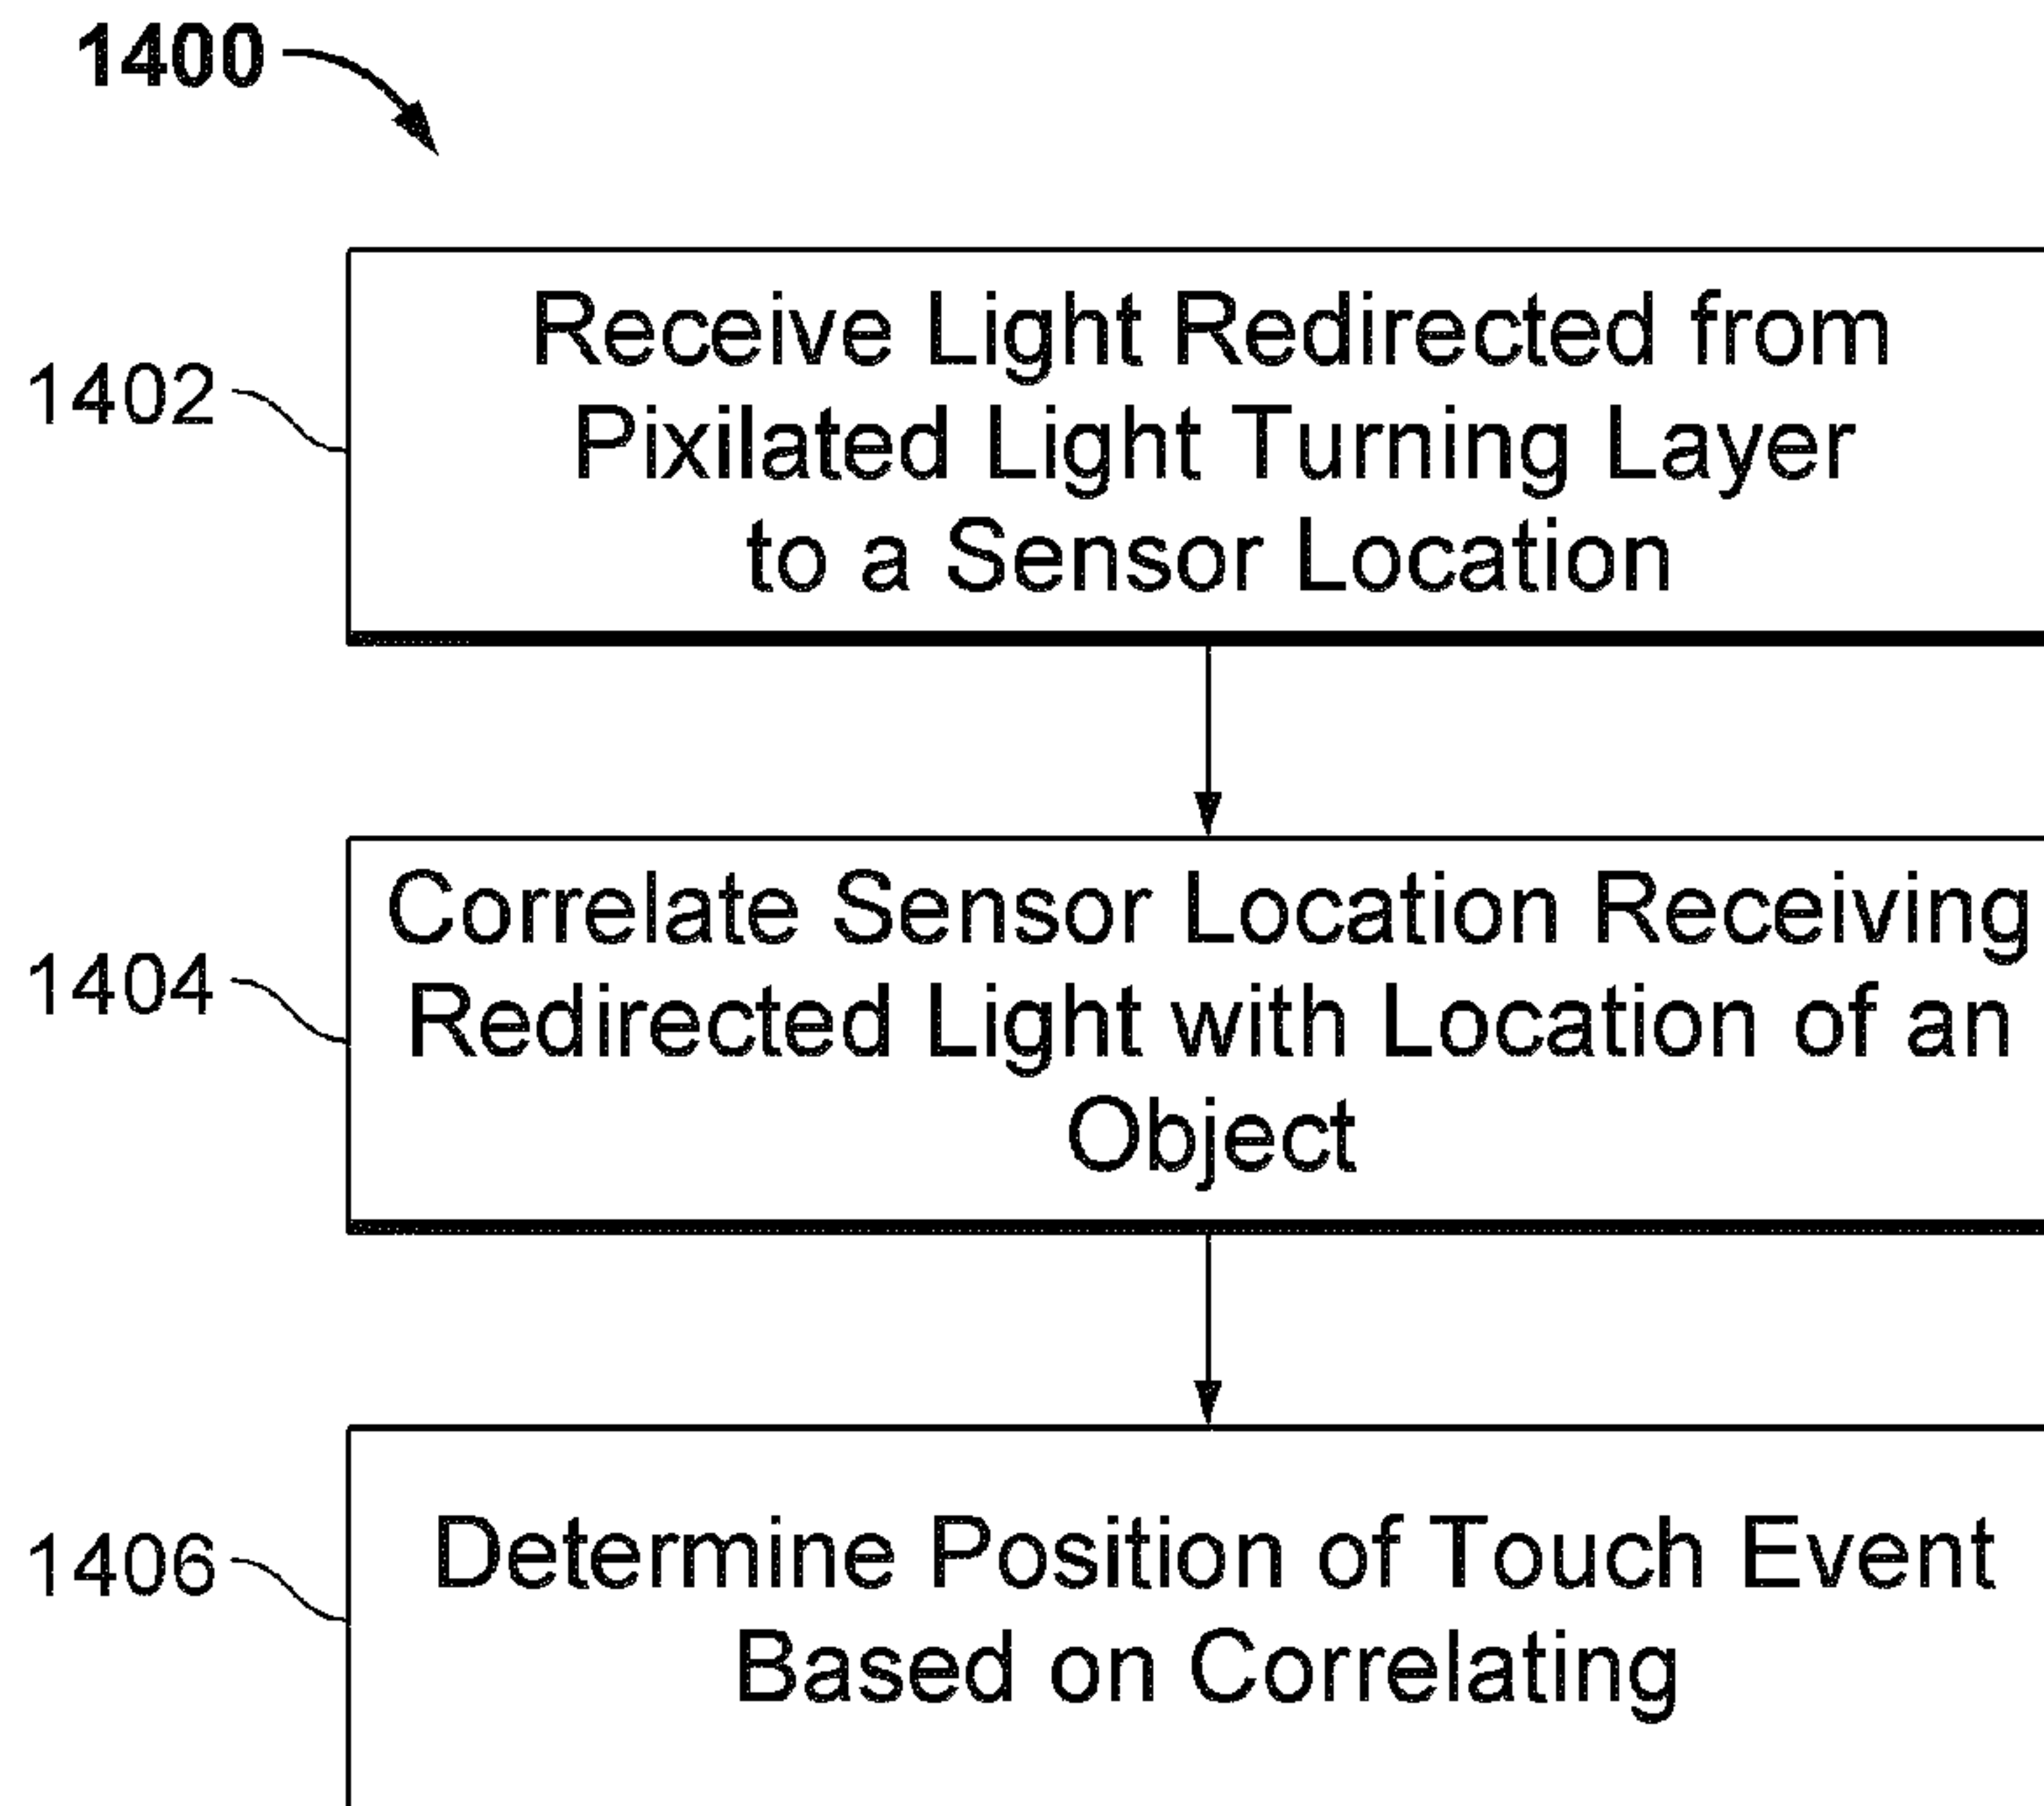 1400
1402
Receive Light Redirected from
Pixilated Light Turning Layer
to a Sensor Location
1404
Correlate Sensor Location Receiving
Redirected Light with Location of an
Object
1406
Determine Position of Touch Event
Based on Correlating